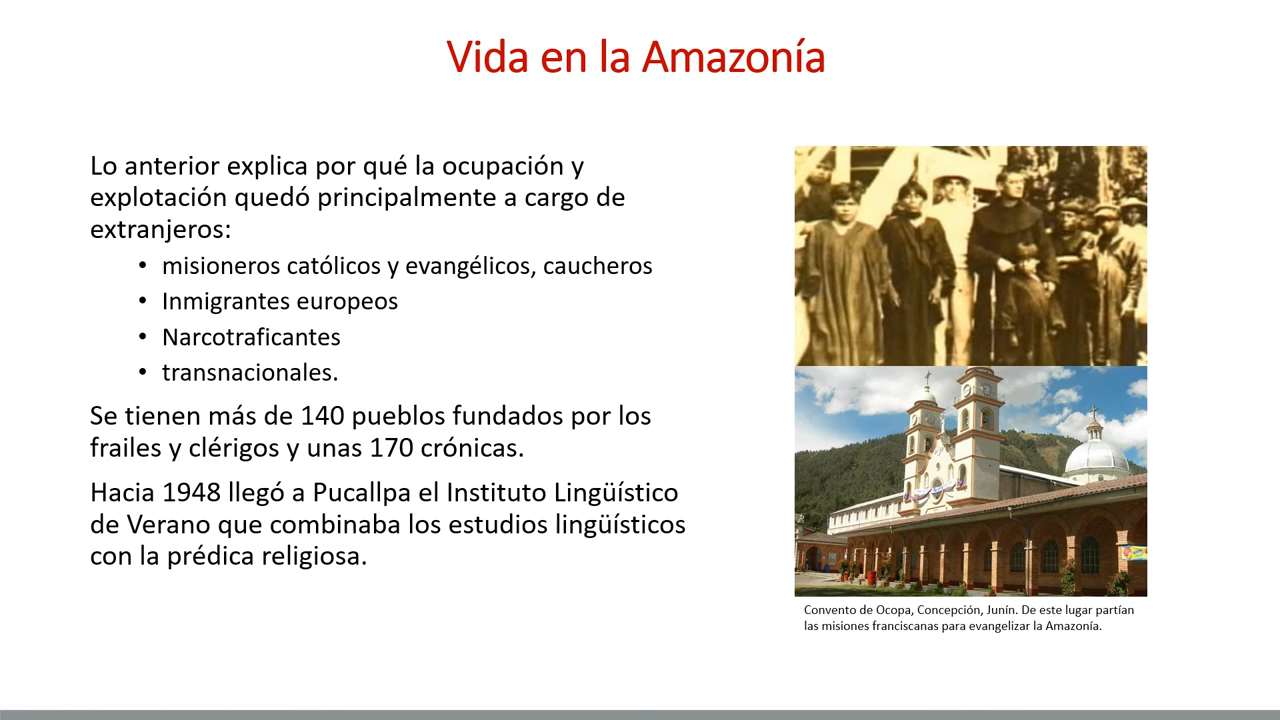 Vida en la Amazonía
Lo anterior explica por qué la ocupación y
explotación quedó principalmente a cargo de
extranjeros:
• misioneros católicos y evangélicos, caucheros
• Inmigrantes europeos
• Narcotraficantes
• transnacionales.
Se tienen más de 140 pueblos fundados por los
frailes y clérigos y unas 170 crónicas.
Hacia 1948 llegó a Pucallpa el Instituto Lingüístico
de Verano que combinaba los estudios lingüísticos
con la prédica religiosa.
Convento de Ocopa, Concepción, Junín. De este lugar partían
las misiones franciscanas para evangelizar la Amazonía.